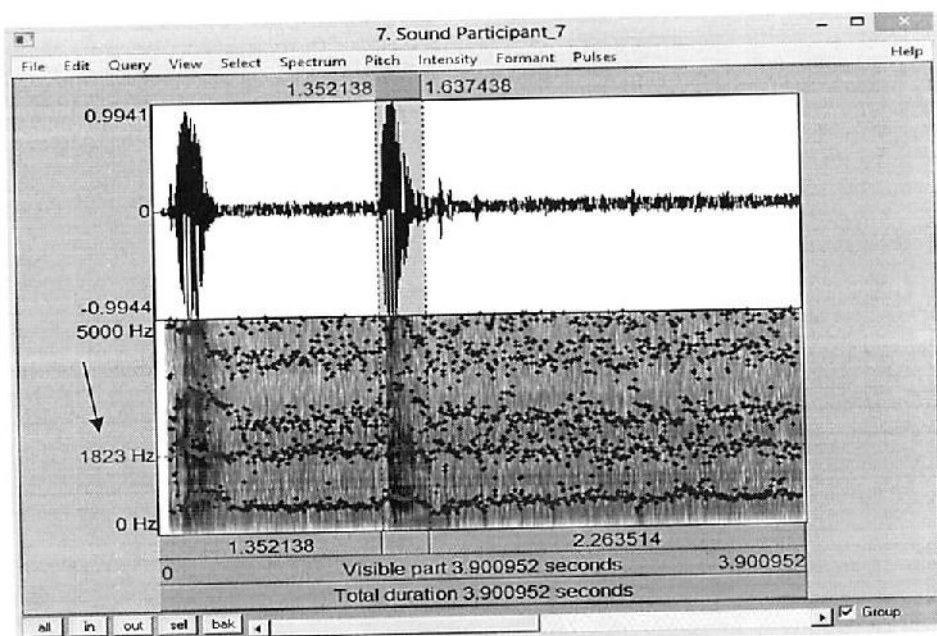 7. Sound Participant_7
File Edit Query View Select Spectrum Pitch Intensity Formant Pulses Help
1.352138 1.637438
0.9941
0
-0.9944
5000 Hz
1823 Hz
0 Hz
1.352138 2.263514
0 Visible part 3.900952 seconds 3.900952
Total duration 3.900952 seconds
all in out sel bak Group